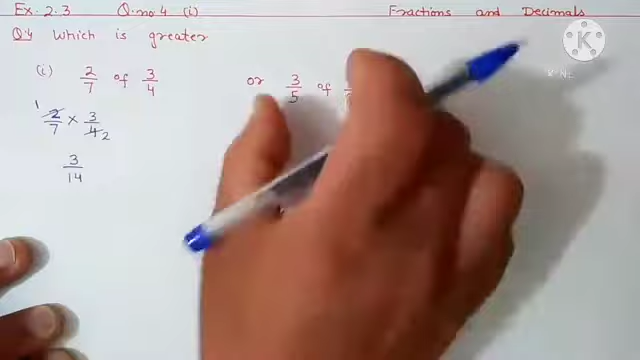 Ex. 2.3 Q.no 4 (i) Fractions and Decimals
Q.4 Which is greater
(i) 2/7 of 3/4 or 3/5 of
1
2/7 × 3/4 2
3/14
KINE